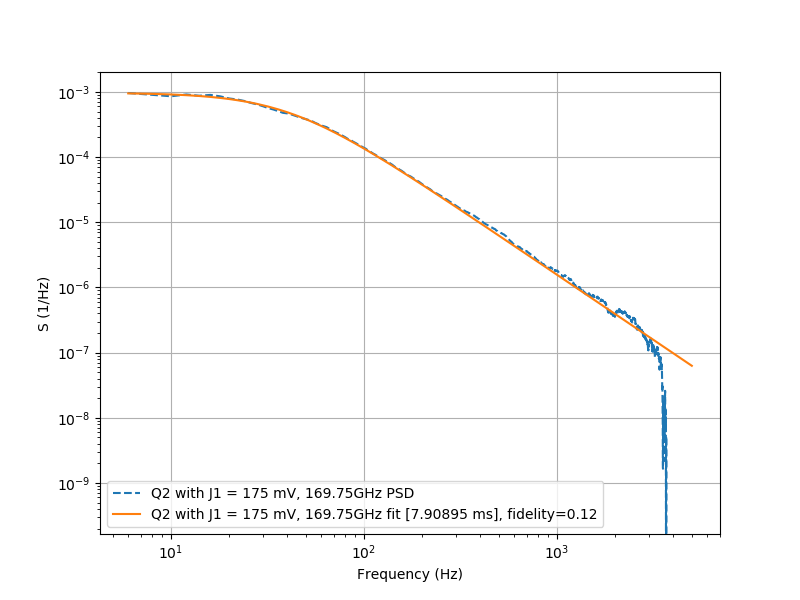 10⁻³
10⁻⁴
10⁻⁵
10⁻⁶
10⁻⁷
10⁻⁸
10⁻⁹
S (1/Hz)
Q2 with J1 = 175 mV, 169.75GHz PSD
Q2 with J1 = 175 mV, 169.75GHz fit [7.90895 ms], fidelity=0.12
10¹ 10² 10³
Frequency (Hz)